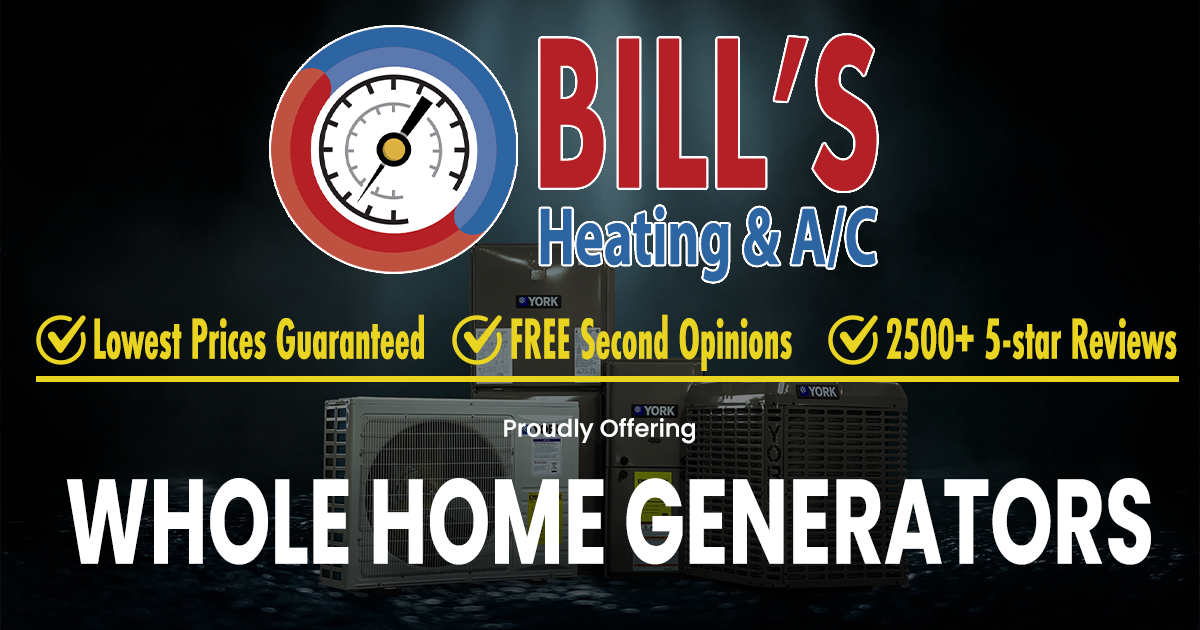 BILL'S
Heating & A/C
YORK
Lowest Prices Guaranteed
FREE Second Opinions
2500+ 5-star Reviews
YORK
YORK
Proudly Offering
WHOLE HOME GENERATORS